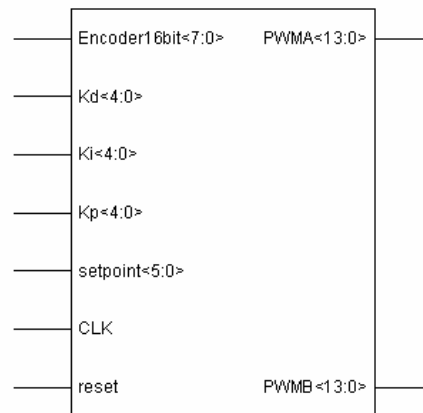 Encoder16bit<7:0> PWMA<13:0>
Kd<4:0>
Ki<4:0>
Kp<4:0>
setpoint<5:0>
CLK
reset PWMB<13:0>